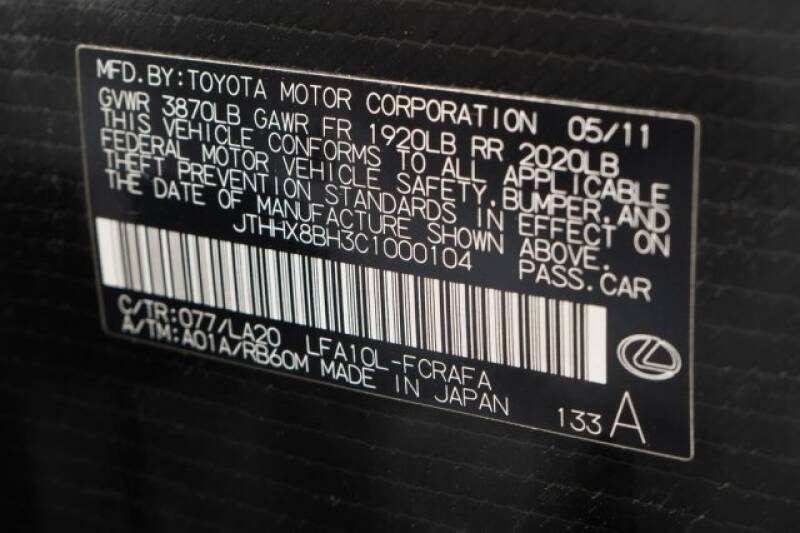 MFD.BY:TOYOTA MOTOR CORPORATION 05/11
GVWR 3870LB GAWR FR 1920LB RR 2020LB
THIS VEHICLE CONFORMS TO ALL APPLICABLE
FEDERAL MOTOR VEHICLE SAFETY.BUMPER.AND
THEFT PREVENTION STANDARDS IN EFFECT ON
THE DATE OF MANUFACTURE SHOWN ABOVE.
JTHHX8BH3C1000104 PASS.CAR
C/TR:077/LA20 LFA10L-FCRAFA
A/TM:A01A/RB60M MADE IN JAPAN 133 A